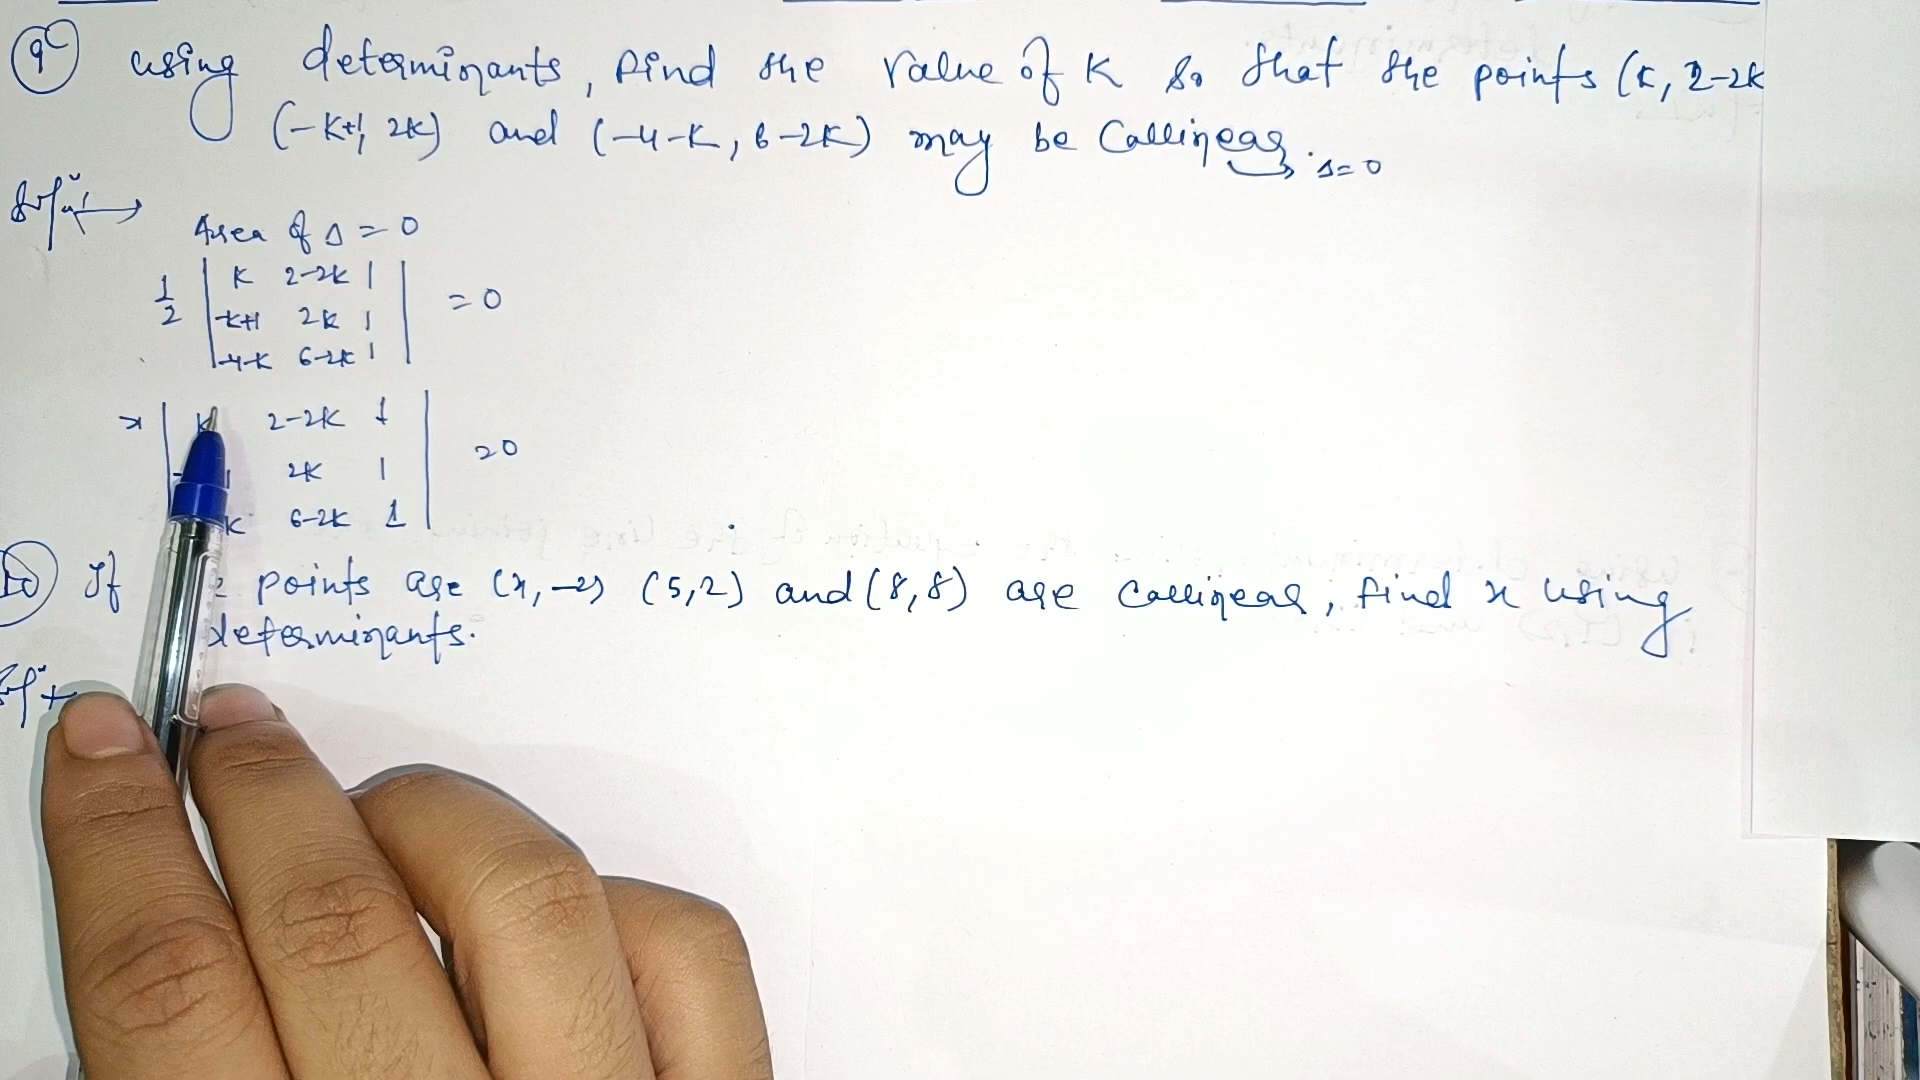 9 using determinants, find the value of K so that the points (K, 2-2K
(-K+1, 2K) and (-4-K, 6-2K) may be Collinear. Δ=0
Area of Δ = 0
1/2 | K 2-2K 1 |
| -K+1 2K 1 | = 0
| -4-K 6-2K 1 |
| K 2-2K 1 |
2K 1 = 0
K 6-2K 1
10 If points are (x, -2) (5,2) and (8,8) are collinear, find x using
determinants.